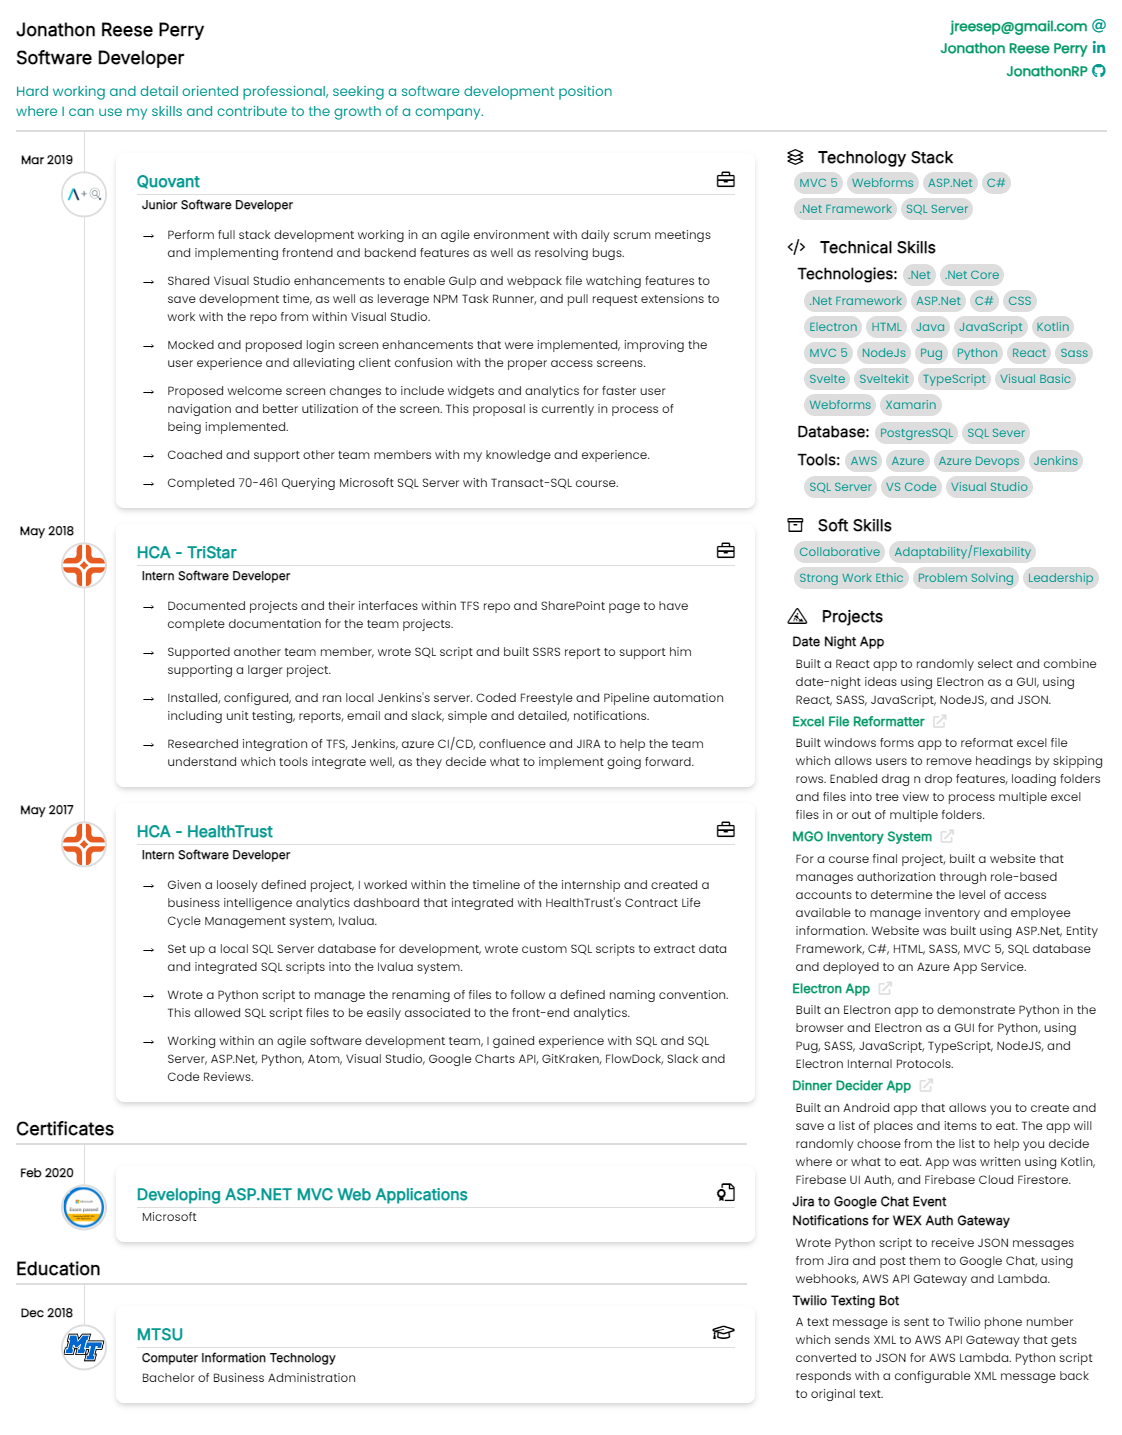 Jonathon Reese Perry
Software Developer
Hard working and detail oriented professional, seeking a software development position
where I can use my skills and contribute to the growth of a company.
jreesep@gmail.com
Jonathon Reese Perry
JonathonRP
Mar 2019
Quovant
Junior Software Developer
→ Perform full stack development working in an agile environment with daily scrum meetings
and implementing frontend and backend features as well as resolving bugs.
→ Shared Visual Studio enhancements to enable Gulp and webpack file watching features to
save development time, as well as leverage NPM Task Runner, and pull request extensions to
work with the repo from within Visual Studio.
→ Mocked and proposed login screen enhancements that were implemented, improving the
user experience and alleviating client confusion with the proper access screens.
→ Proposed welcome screen changes to include widgets and analytics for faster user
navigation and better utilization of the screen. This proposal is currently in process of
being implemented.
→ Coached and support other team members with my knowledge and experience.
→ Completed 70-461 Querying Microsoft SQL Server with Transact-SQL course.
May 2018
HCA - TriStar
Intern Software Developer
→ Documented projects and their interfaces within TFS repo and SharePoint page to have
complete documentation for the team projects.
→ Supported another team member, wrote SQL script and built SSRS report to support him
supporting a larger project.
→ Installed, configured, and ran local Jenkins's server. Coded Freestyle and Pipeline automation
including unit testing, reports, email and slack, simple and detailed, notifications.
→ Researched integration of TFS, Jenkins, azure CI/CD, confluence and JIRA to help the team
understand which tools integrate well, as they decide what to implement going forward.
May 2017
HCA - HealthTrust
Intern Software Developer
→ Given a loosely defined project, I worked within the timeline of the internship and created a
business intelligence analytics dashboard that integrated with HealthTrust's Contract Life
Cycle Management system, Ivalua.
→ Set up a local SQL Server database for development, wrote custom SQL scripts to extract data
and integrated SQL scripts into the Ivalua system.
→ Wrote a Python script to manage the renaming of files to follow a defined naming convention.
This allowed SQL script files to be easily associated to the front-end analytics.
→ Working within an agile software development team, I gained experience with SQL and SQL
Server, ASP.Net, Python, Atom, Visual Studio, Google Charts API, GitKraken, FlowDock, Slack and
Code Reviews.
Certificates
Feb 2020
Developing ASP.NET MVC Web Applications
Microsoft
Education
Dec 2018
MT
MTSU
Computer Information Technology
Bachelor of Business Administration
Technology Stack
MVC 5 Webforms ASP.Net C#
.Net Framework SQL Server
Technical Skills
Technologies: .Net .Net Core
.Net Framework ASP.Net C# CSS
Electron HTML Java JavaScript Kotlin
MVC 5 NodeJs Pug Python React Sass
Svelte Sveltekit TypeScript Visual Basic
Webforms Xamarin
Database: PostgresSQL SQL Sever
Tools: AWS Azure Azure Devops Jenkins
SQL Server VS Code Visual Studio
Soft Skills
Collaborative Adaptability/Flexability
Strong Work Ethic Problem Solving Leadership
Projects
Date Night App
Built a React app to randomly select and combine
date-night ideas using Electron as a GUI, using
React, SASS, JavaScript, NodeJS, and JSON.
Excel File Reformatter
Built windows forms app to reformat excel file
which allows users to remove headings by skipping
rows. Enabled drag n drop features, loading folders
and files into tree view to process multiple excel
files in or out of multiple folders.
MGO Inventory System
For a course final project, built a website that
manages authorization through role-based
accounts to determine the level of access
available to manage inventory and employee
information. Website was built using ASP.Net, Entity
Framework, C#, HTML, SASS, MVC 5, SQL database
and deployed to an Azure App Service.
Electron App
Built an Electron app to demonstrate Python in the
browser and Electron as a GUI for Python, using
Pug, SASS, JavaScript, TypeScript, NodeJS, and
Electron Internal Protocols.
Dinner Decider App
Built an Android app that allows you to create and
save a list of places and items to eat. The app will
randomly choose from the list to help you decide
where or what to eat. App was written using Kotlin,
Firebase UI Auth, and Firebase Cloud Firestore.
Jira to Google Chat Event
Notifications for WEX Auth Gateway
Wrote Python script to receive JSON messages
from Jira and post them to Google Chat, using
webhooks, AWS API Gateway and Lambda.
Twilio Texting Bot
A text message is sent to Twilio phone number
which sends XML to AWS API Gateway that gets
converted to JSON for AWS Lambda. Python script
responds with a configurable XML message back
to original text.